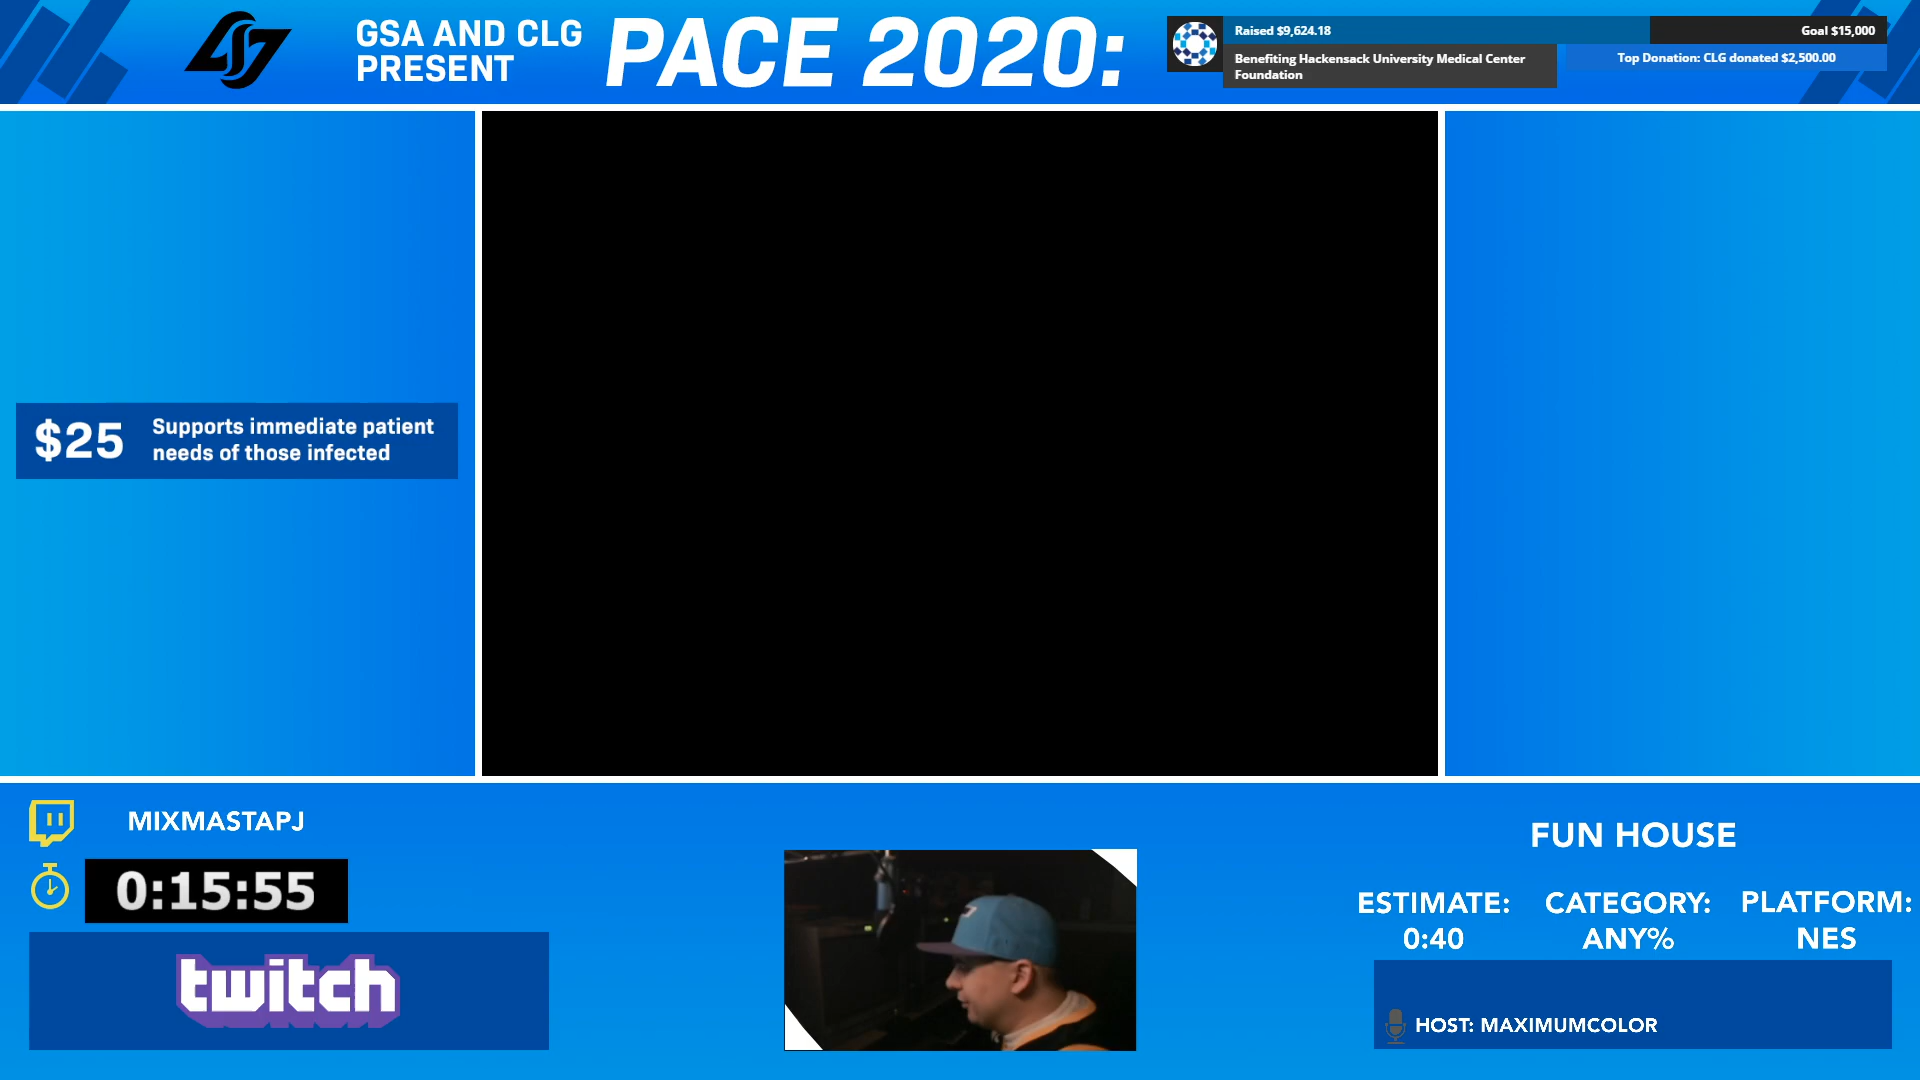 GSA AND CLG
PRESENT
PACE 2020:
Raised $9,624.18
Goal $15,000
Benefiting Hackensack University Medical Center
Foundation
Top Donation: CLG donated $2,500.00
$25
Supports immediate patient
needs of those infected
MIXMASTAPJ
0:15:55
twitch
FUN HOUSE
ESTIMATE:
0:40
CATEGORY:
ANY%
PLATFORM:
NES
HOST: MAXIMUMCOLOR